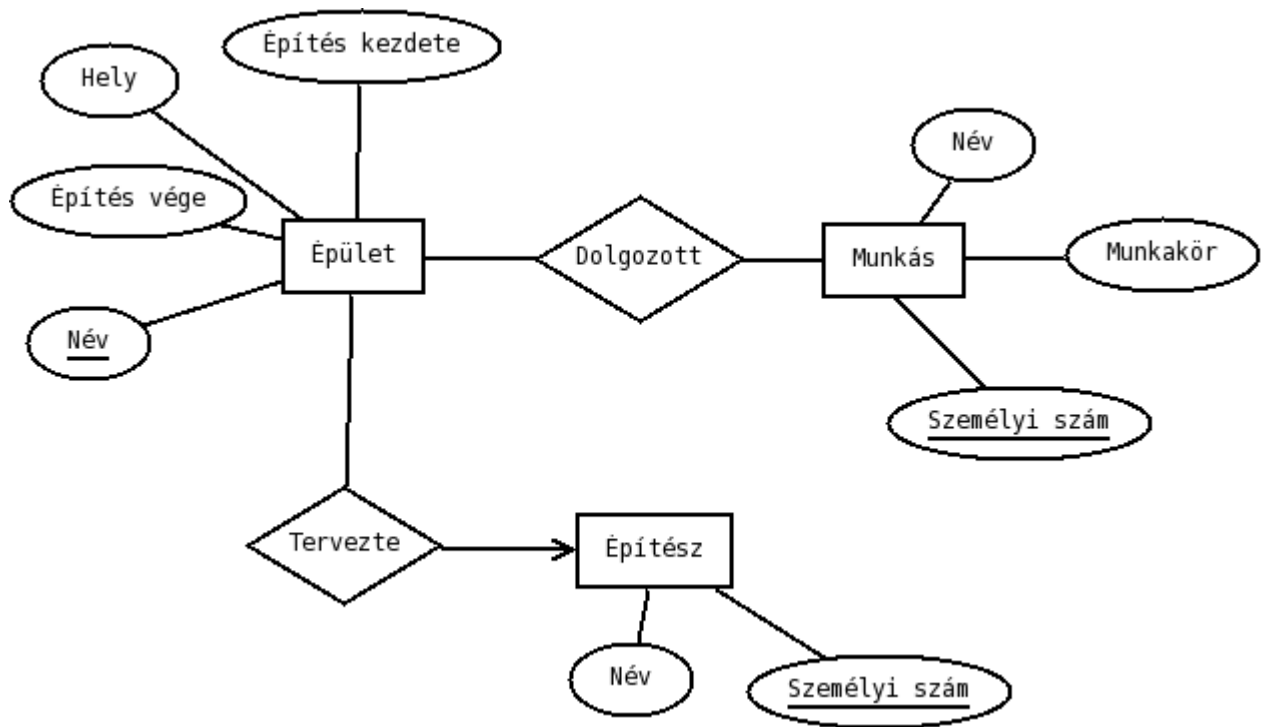 Építés kezdete
Hely
Név
Építés vége
Épület
Dolgozott
Munkás
Munkakör
Név
Személyi szám
Tervezte
Építész
Név
Személyi szám